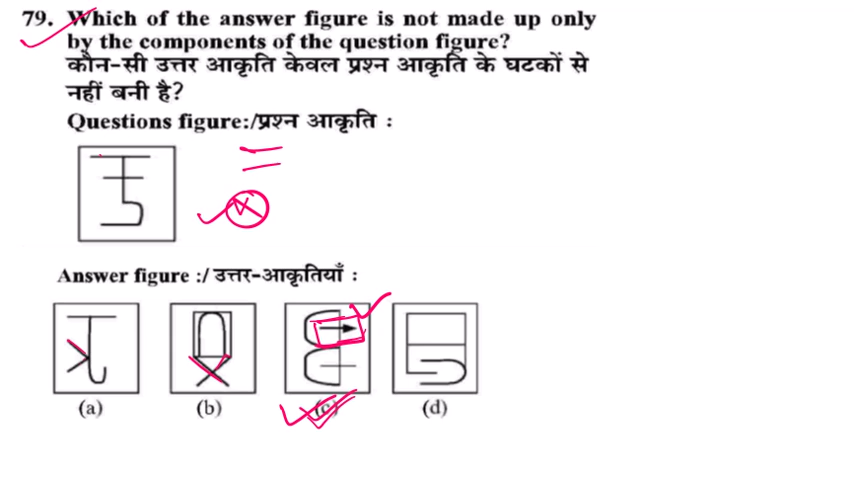 79. Which of the answer figure is not made up only
by the components of the question figure?
कौन-सी उत्तर आकृति केवल प्रश्न आकृति के घटकों से
नहीं बनी है?
Questions figure:/प्रश्न आकृति :
Answer figure :/ उत्तर-आकृतियाँ :
(a) (b) (c) (d)